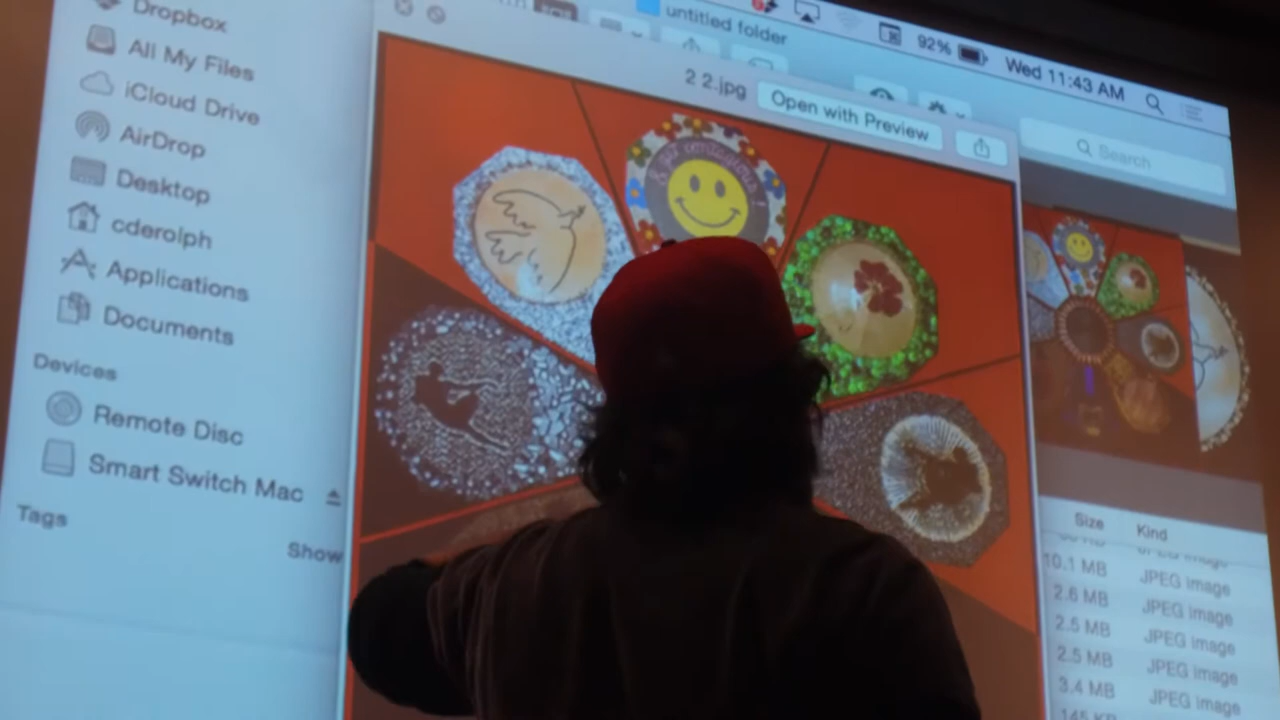 Dropbox
All My Files
iCloud Drive
AirDrop
Desktop
cderolph
Applications
Documents
Devices
Remote Disc
Smart Switch Mac
Tags
Show
untitled folder
92%
Wed 11:43 AM
2 2.jpg
Open with Preview
Search
Size
Kind
10.1 MB
JPEG image
2.6 MB
JPEG image
2.5 MB
JPEG image
2.5 MB
JPEG image
3.4 MB
JPEG image
145 KB